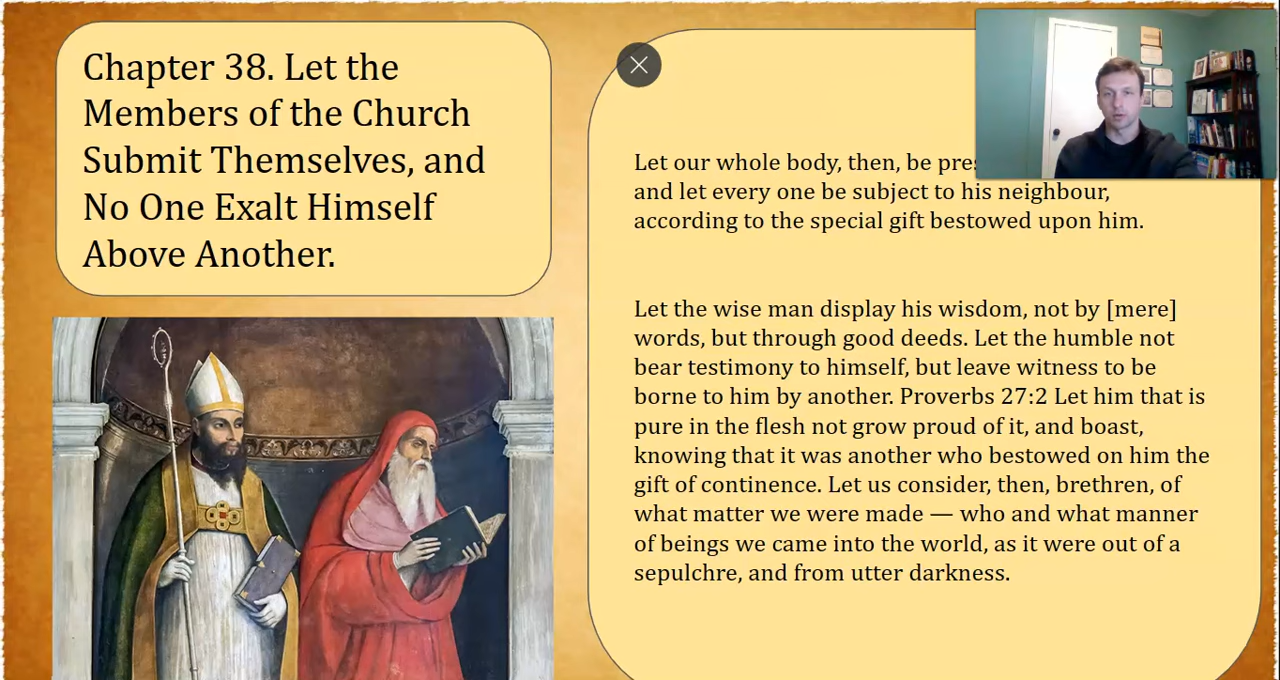 Chapter 38. Let the
Members of the Church
Submit Themselves, and
No One Exalt Himself
Above Another.
Let our whole body, then, be pres
and let every one be subject to his neighbour,
according to the special gift bestowed upon him.
Let the wise man display his wisdom, not by [mere]
words, but through good deeds. Let the humble not
bear testimony to himself, but leave witness to be
borne to him by another. Proverbs 27:2 Let him that is
pure in the flesh not grow proud of it, and boast,
knowing that it was another who bestowed on him the
gift of continence. Let us consider, then, brethren, of
what matter we were made — who and what manner
of beings we came into the world, as it were out of a
sepulchre, and from utter darkness.